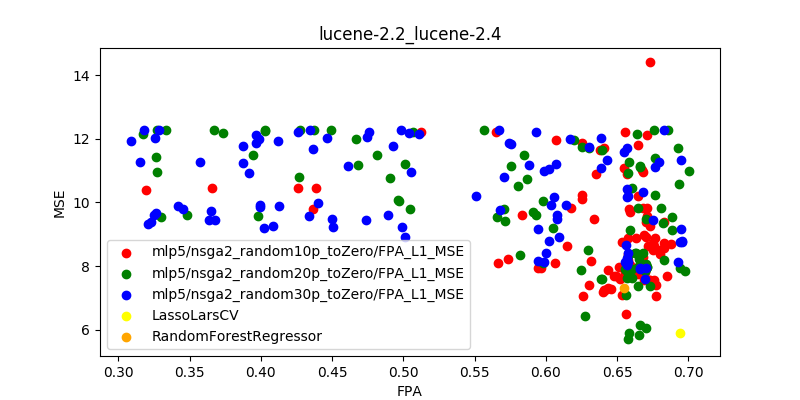 lucene-2.2_lucene-2.4
MSE
14
12
10
8
6
mlp5/nsga2_random10p_toZero/FPA_L1_MSE
mlp5/nsga2_random20p_toZero/FPA_L1_MSE
mlp5/nsga2_random30p_toZero/FPA_L1_MSE
LassoLarsCV
RandomForestRegressor
0.30 0.35 0.40 0.45 0.50 0.55 0.60 0.65 0.70
FPA